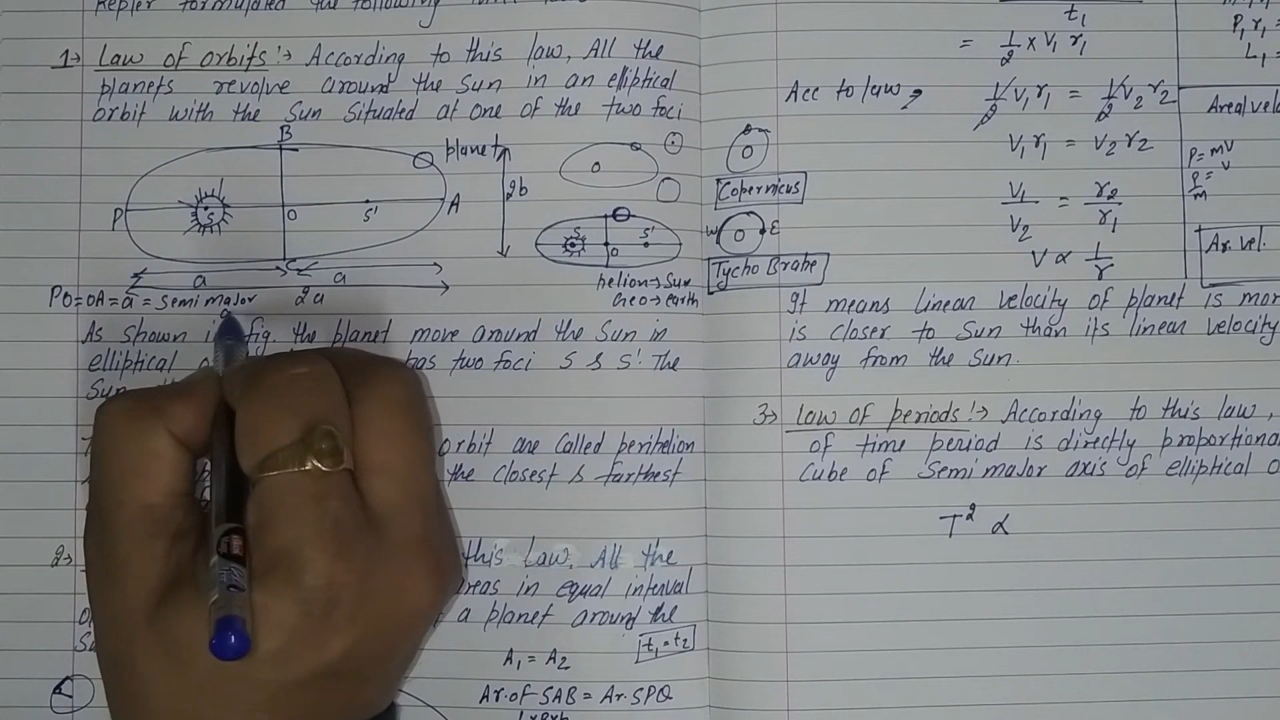 Kepler formulated the following
1→ Law of orbits:→ According to this law, All the
planets revolve around the Sun in an elliptical
orbit with the Sun Situated at one of the two foci
B
planet
2b
P
S
O
S'
A
C
a
a
2a
PO=OA=a=semi major
a
S
O
S'
helion→Sun
Geo→earth
Copernicus
W
E
Tycho Brahe
As shown fig. the planet move around the Sun in
elliptical has two foci S & S'. The
Sun
orbit are called perihelion
the closest & farthest
2→ this Law, All the
areas in equal interval
a planet around the
t1=t2
A1 = A2
Ar. of SAB = Ar. SPQ
t1
= 1/2 × V1 r1
Acc to law, 1/2 V1 r1 = 1/2 V2 r2
V1 r1 = V2 r2
V1/V2 = r2/r1
V ∝ 1/r
It means linear velocity of planet is mor
is closer to Sun than its linear velocity
away from the Sun.
3→ Law of periods:→ According to this law,
of time period is directly proportiona
Cube of Semi major axis of elliptical o
T² ∝
P1 r1 =
L1 =
Areal vel
P=mv
P/m = v
Ar. vel.